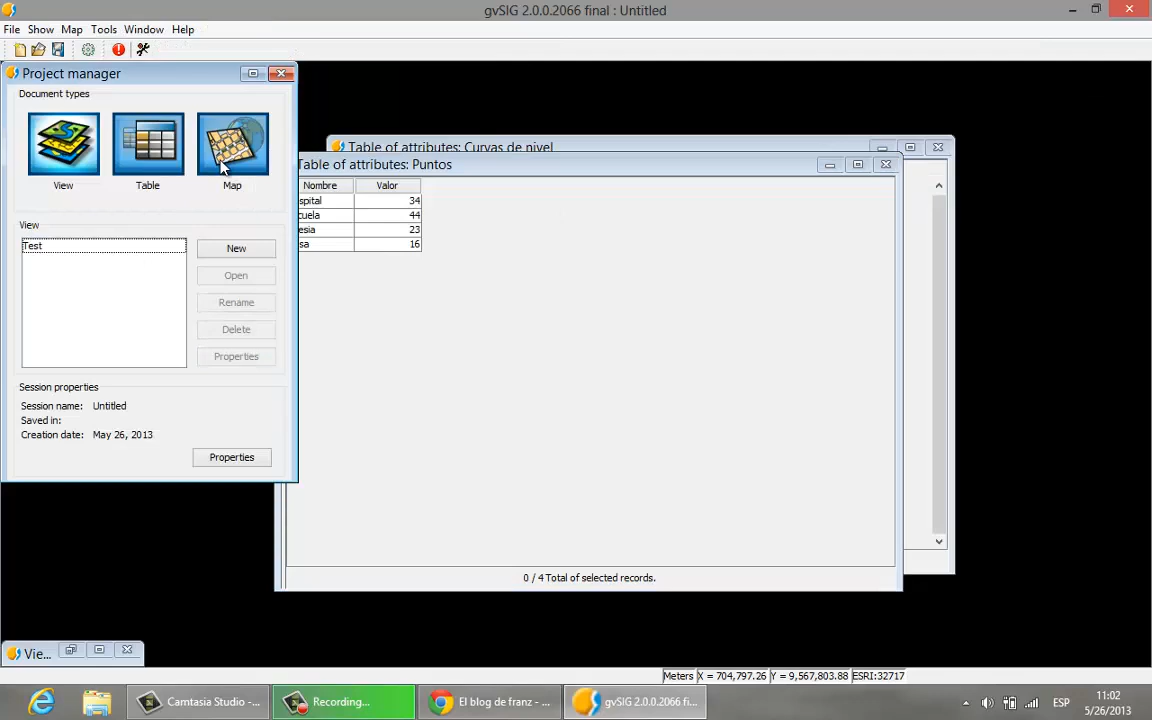 gvSIG 2.0.0.2066 final : Untitled
File Show Map Tools Window Help
Project manager
Document types
View Table Map
View
Test
New
Open
Rename
Delete
Properties
Session properties
Session name: Untitled
Saved in:
Creation date: May 26, 2013
Properties
Table of attributes: Curvas de nivel
Table of attributes: Puntos
Nombre Valor
spital 34
cuela 44
esia 23
sa 16
0 / 4 Total of selected records.
Vie...
Meters X = 704,797.26 Y = 9,567,803.88 ESRI:32717
Camtasia Studio -... Recording... El blog de franz - ... gvSIG 2.0.0.2066 fi... ESP 11:02
5/26/2013